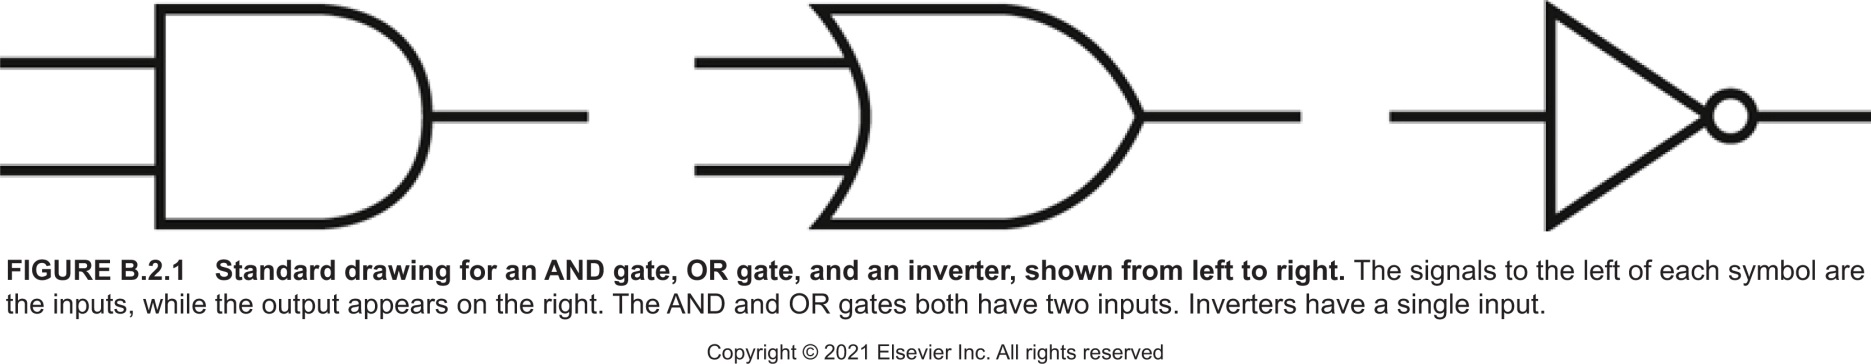 FIGURE B.2.1 Standard drawing for an AND gate, OR gate, and an inverter, shown from left to right. The signals to the left of each symbol are
the inputs, while the output appears on the right. The AND and OR gates both have two inputs. Inverters have a single input.
Copyright © 2021 Elsevier Inc. All rights reserved